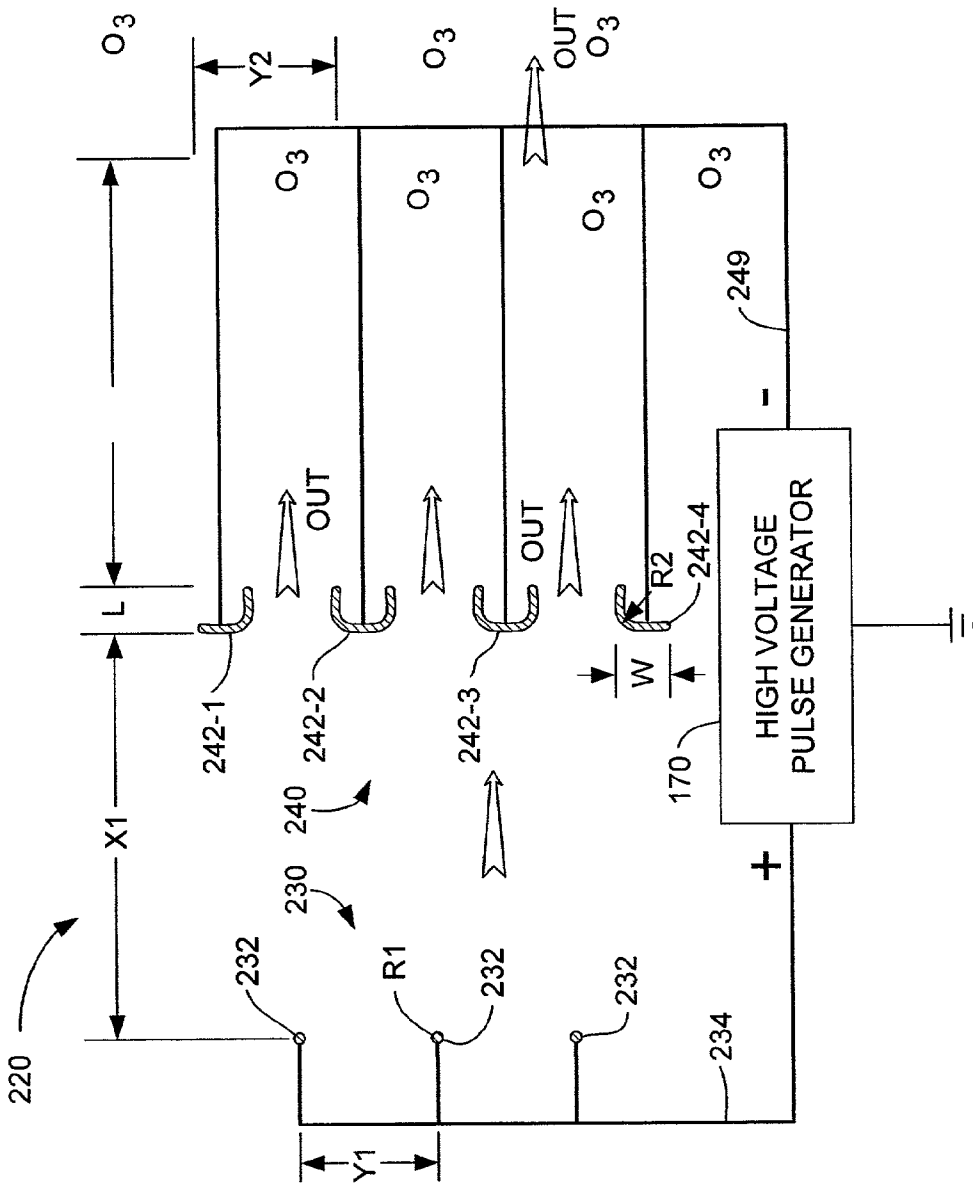 220
X1
L
Y2
O3
O3
OUT
O3
O3
O3
O3
O3
OUT
OUT
242-1
242-2
242-3
242-4
R2
W
240
230
232
R1
232
232
Y1
234
+
-
249
170
HIGH VOLTAGE
PULSE GENERATOR